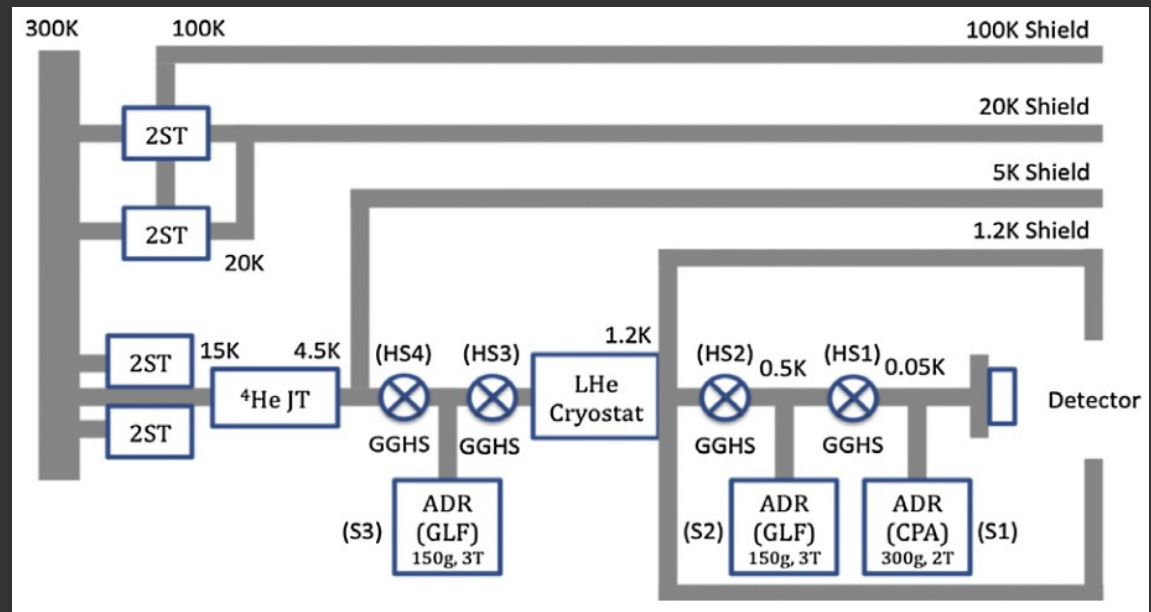 300K
100K
100K Shield
2ST
20K Shield
5K Shield
2ST
20K
1.2K Shield
2ST
15K
4.5K
⁴He JT
2ST
(HS4)
(HS3)
GGHS
GGHS
1.2K
LHe
Cryostat
(HS2)
0.5K
(HS1)
0.05K
GGHS
GGHS
Detector
(S3)
ADR
(GLF)
150g, 3T
(S2)
ADR
(GLF)
150g, 3T
ADR
(CPA)
300g, 2T
(S1)